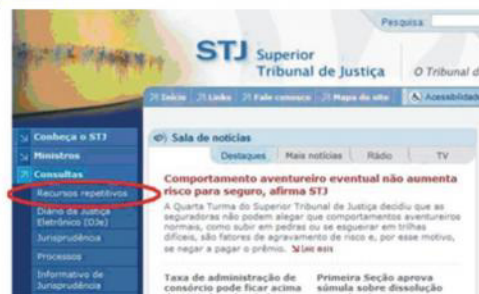 Pesquisa
STJ Superior
Tribunal de Justiça
O Tribunal d
Início Links Fale conosco Mapa do site Acessibilidade
Conheça o STJ
Ministros
Consultas
Recursos repetitivos
Diário da Justiça
Eletrônico (DJe)
Jurisprudência
Processos
Informativo de
Jurisprudência
Sala de notícias
Destaques Mais notícias Rádio TV
Comportamento aventureiro eventual não aumenta
risco para seguro, afirma STJ
A Quarta Turma do Superior Tribunal de Justiça decidiu que as
seguradoras não podem alegar que comportamentos aventureiros
normais, como subir em pedras ou se esgueirar em trilhas
difíceis, são fatores de agravamento de risco e, por esse motivo,
se negar a pagar o prêmio. Leia mais
Taxa de administração de
consórcio pode ficar acima
Primeira Seção aprova
súmula sobre dissolução